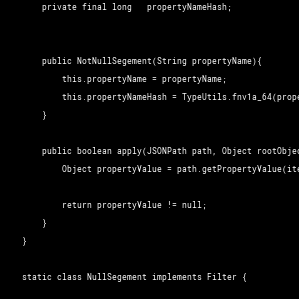 private final long   propertyNameHash;
public NotNullSegement(String propertyName){
this.propertyName = propertyName;
this.propertyNameHash = TypeUtils.fnv1a_64(prope
}
public boolean apply(JSONPath path, Object rootObjec
Object propertyValue = path.getPropertyValue(ite
return propertyValue != null;
}
}
static class NullSegement implements Filter {